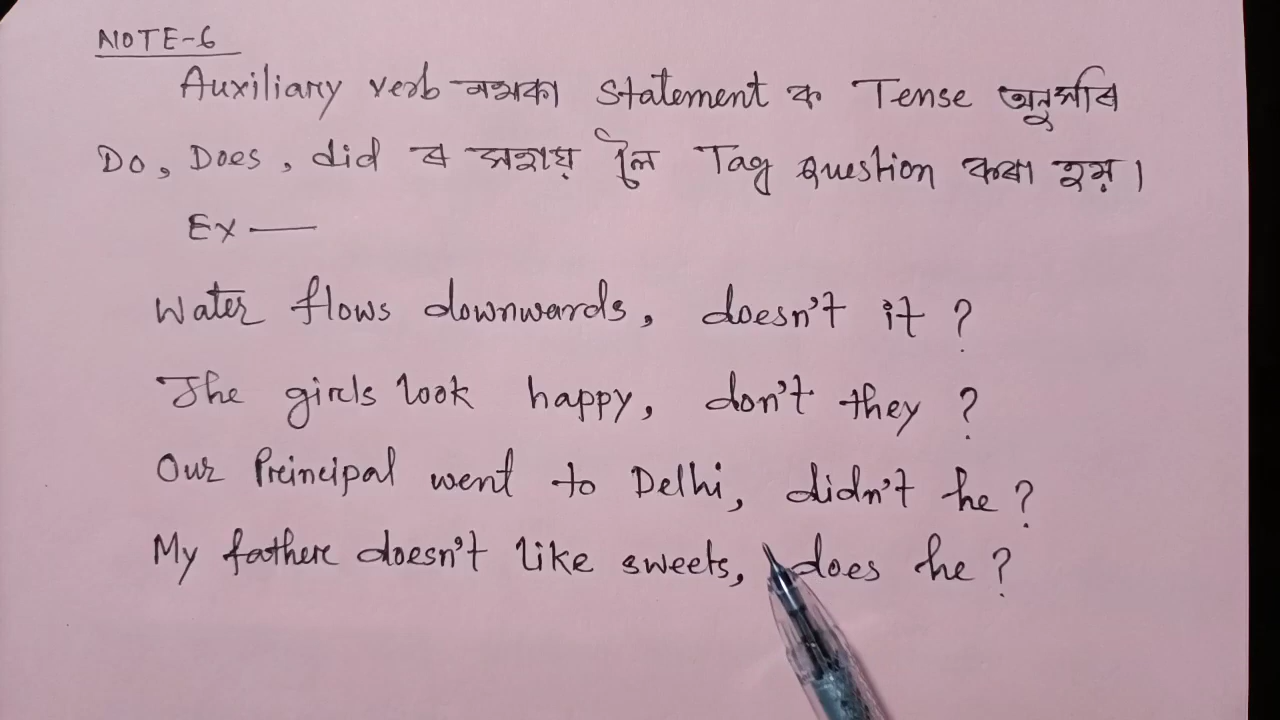 NOTE-6
Auxiliary verb নথকা Statement ক Tense অনুসৰি
Do, Does, did ৰ সহায় লৈ Tag question কৰা হয়।
Ex —
Water flows downwards, doesn't it ?
The girls look happy, don't they ?
Our Principal went to Delhi, didn't he ?
My father doesn't like sweets, does he ?